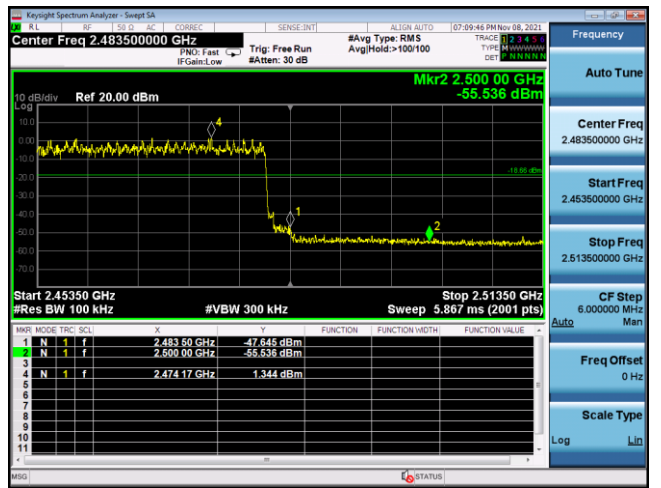 Keysight Spectrum Analyzer - Swept SA
RL RF 50 Ω AC CORREC SENSE:INT ALIGN AUTO 07:09:46 PM Nov 08, 2021
Center Freq 2.483500000 GHz
PNO: Fast
IFGain:Low
Trig: Free Run
#Atten: 30 dB
#Avg Type: RMS
Avg|Hold:>100/100
TRACE 1 2 3 4 5 6
TYPE M W W W W W
DET P N N N N N
Frequency
Mkr2 2.500 00 GHz
-55.536 dBm
10 dB/div Ref 20.00 dBm
Log
10.0
0.00
-10.0
-20.0
-30.0
-40.0
-50.0
-60.0
-70.0
4
-18.66 dBm
1
2
Start 2.45350 GHz Stop 2.51350 GHz
#Res BW 100 kHz #VBW 300 kHz Sweep 5.867 ms (2001 pts)
MKR MODE TRC SCL X Y FUNCTION FUNCTION WIDTH FUNCTION VALUE
1 N 1 f 2.483 50 GHz -47.645 dBm
2 N 1 f 2.500 00 GHz -55.536 dBm
3
4 N 1 f 2.474 17 GHz 1.344 dBm
5
6
7
8
9
10
11
MSG STATUS
Auto Tune
Center Freq
2.483500000 GHz
Start Freq
2.453500000 GHz
Stop Freq
2.513500000 GHz
CF Step
6.000000 MHz
Auto Man
Freq Offset
0 Hz
Scale Type
Log Lin